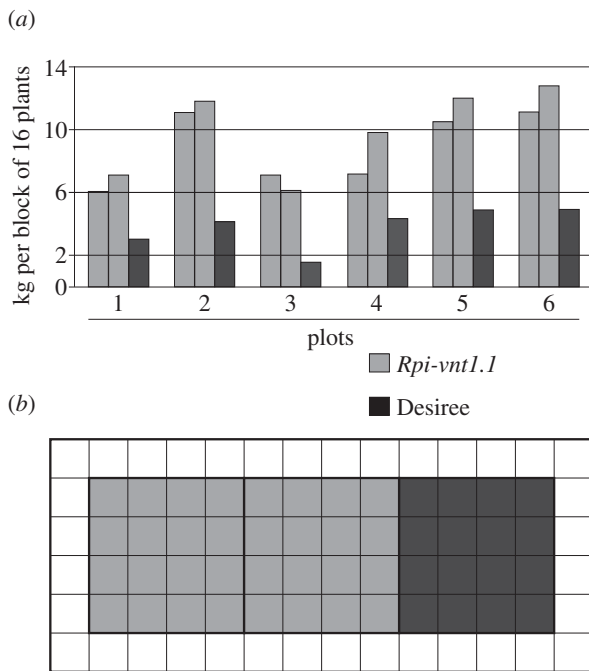 (a)
kg per block of 16 plants
14
10
6
2
0
1 2 3 4 5 6
plots
Rpi-vnt1.1
Desiree
(b)